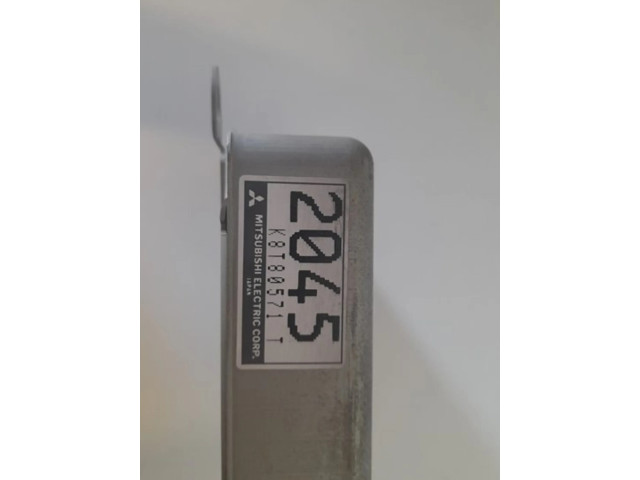 2045
K8T80571 T
MITSUBISHI ELECTRIC CORP.
JAPAN